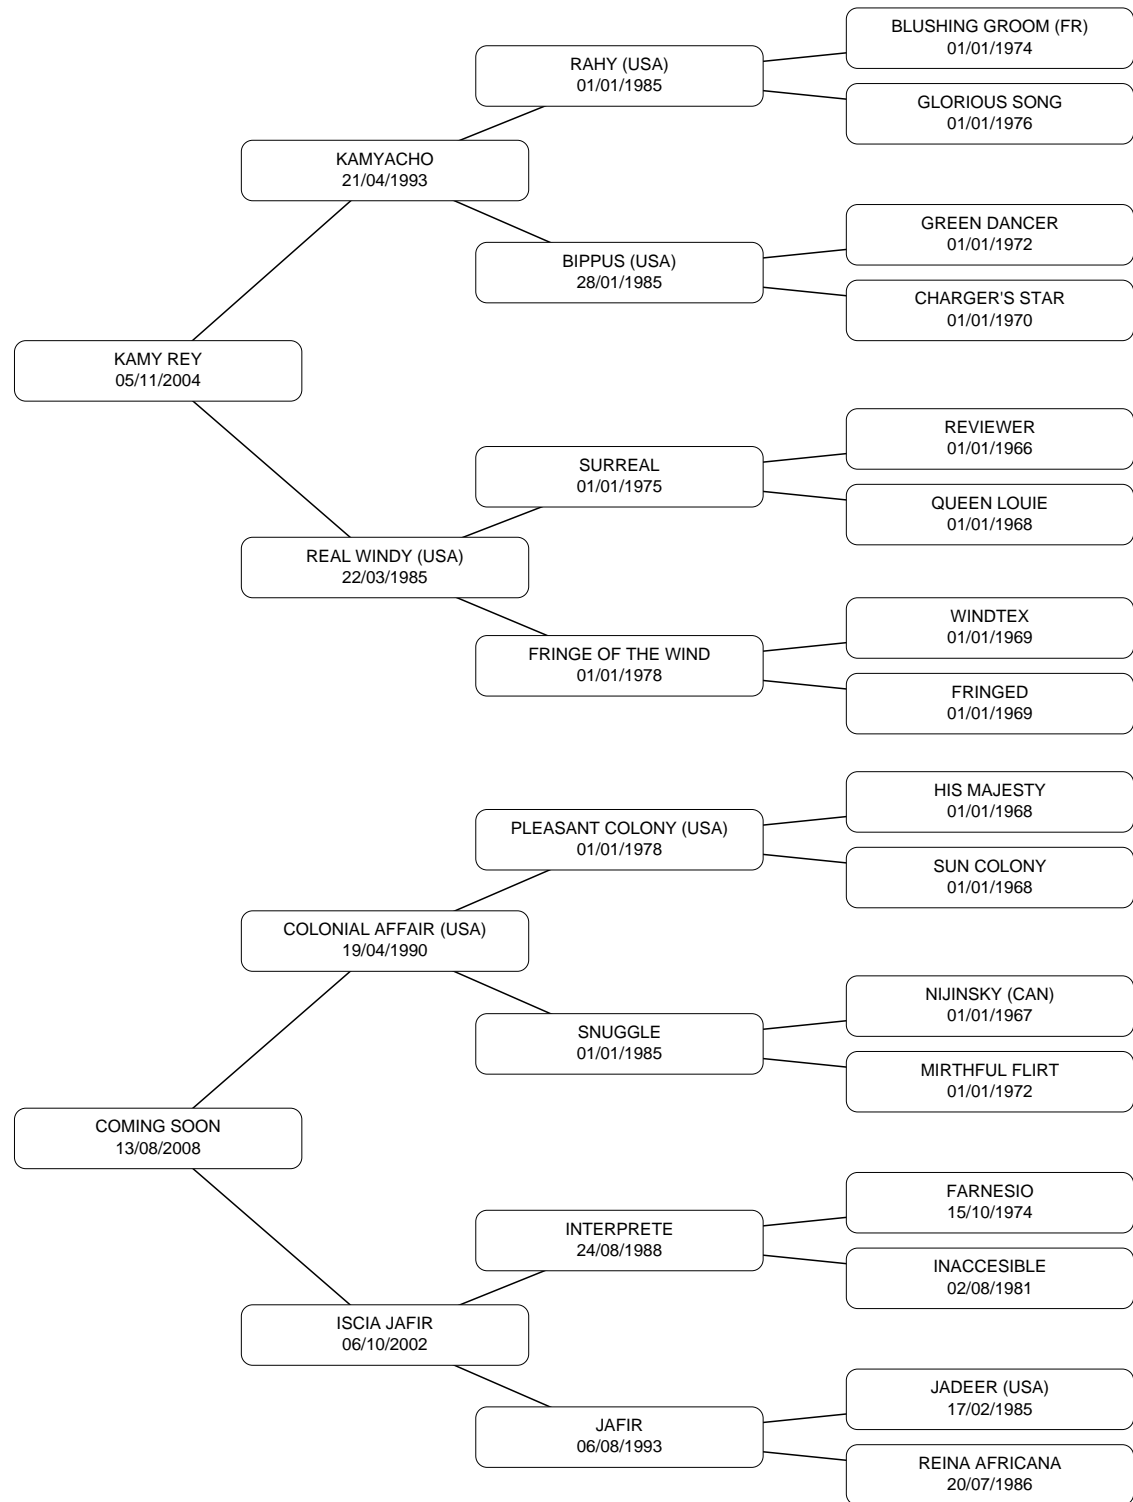 BLUSHING GROOM (FR)
01/01/1974
RAHY (USA)
01/01/1985
GLORIOUS SONG
01/01/1976
KAMYACHO
21/04/1993
GREEN DANCER
01/01/1972
BIPPUS (USA)
28/01/1985
CHARGER'S STAR
01/01/1970
KAMY REY
05/11/2004
REVIEWER
01/01/1966
SURREAL
01/01/1975
QUEEN LOUIE
01/01/1968
REAL WINDY (USA)
22/03/1985
WINDTEX
01/01/1969
FRINGE OF THE WIND
01/01/1978
FRINGED
01/01/1969
HIS MAJESTY
01/01/1968
PLEASANT COLONY (USA)
01/01/1978
SUN COLONY
01/01/1968
COLONIAL AFFAIR (USA)
19/04/1990
NIJINSKY (CAN)
01/01/1967
SNUGGLE
01/01/1985
MIRTHFUL FLIRT
01/01/1972
COMING SOON
13/08/2008
FARNESIO
15/10/1974
INTERPRETE
24/08/1988
INACCESIBLE
02/08/1981
ISCIA JAFIR
06/10/2002
JADEER (USA)
17/02/1985
JAFIR
06/08/1993
REINA AFRICANA
20/07/1986